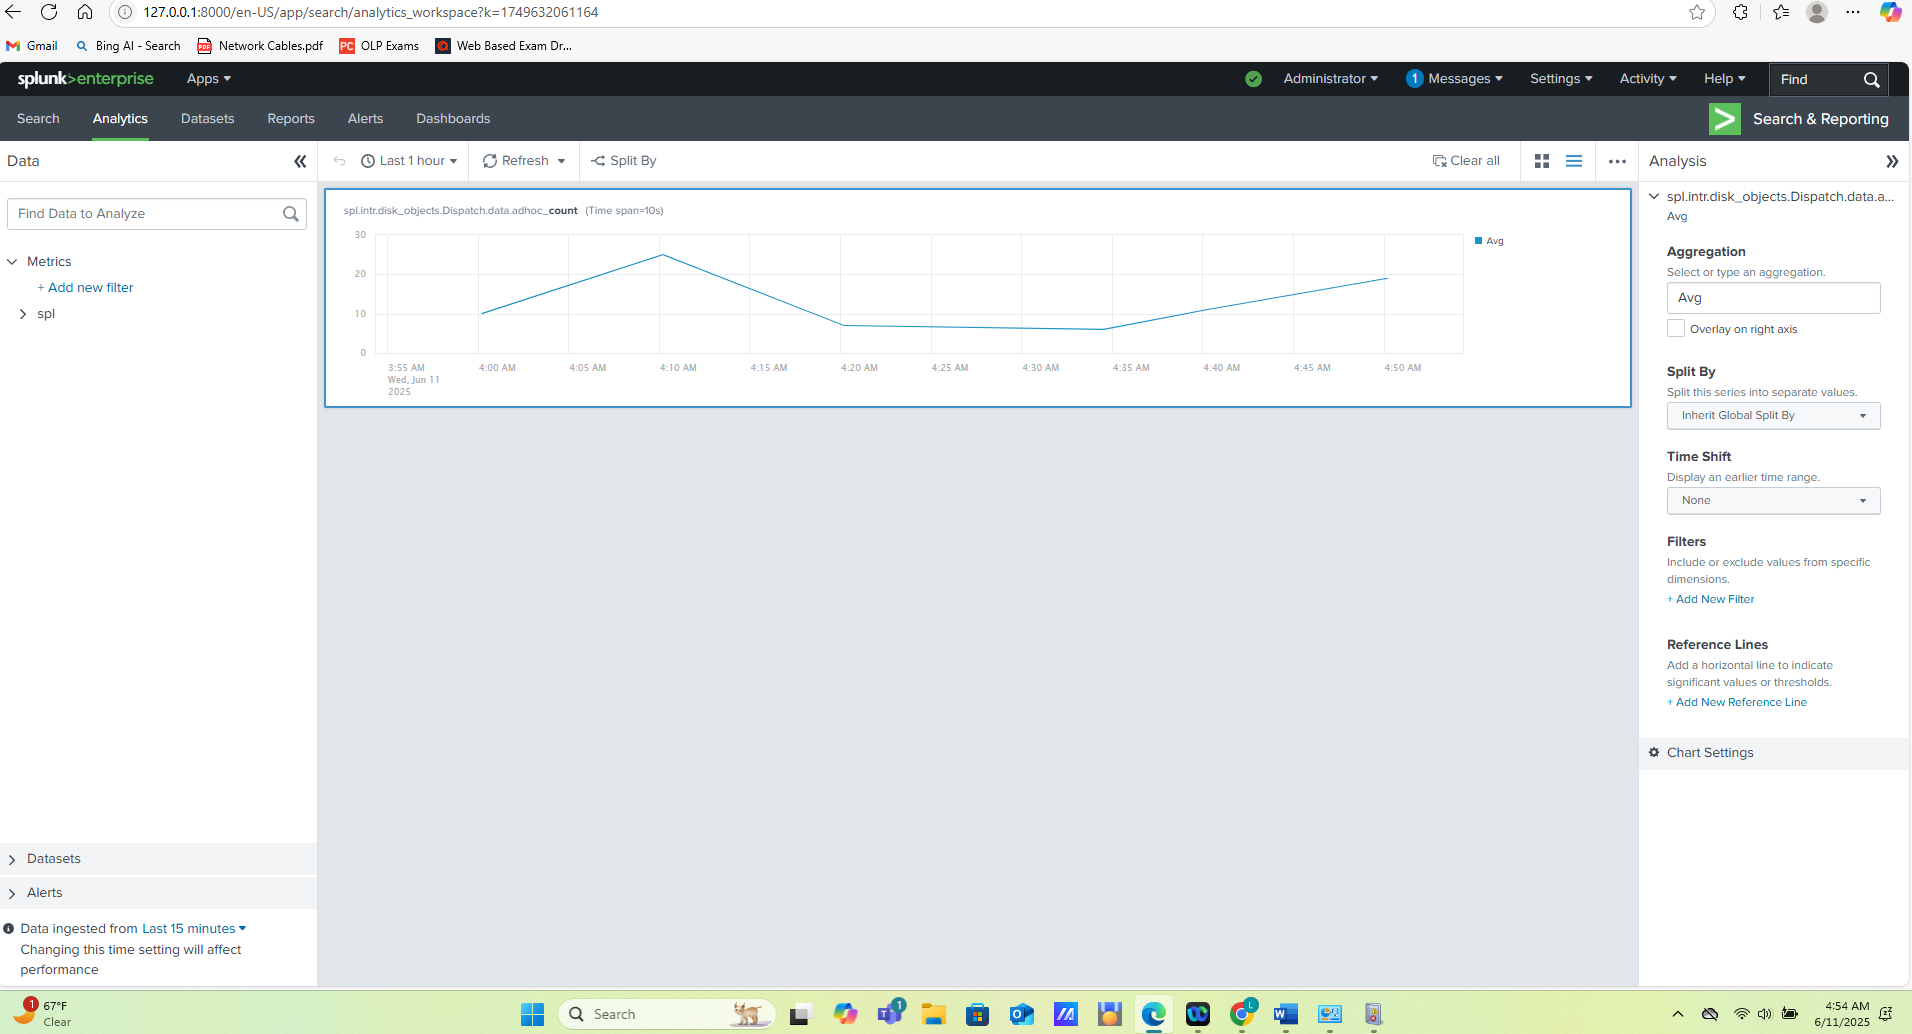 127.0.0.1:8000/en-US/app/search/analytics_workspace?k=1749632061164
Gmail
Bing AI - Search
PDF
Network Cables.pdf
PC
OLP Exams
Web Based Exam Dr...
splunk>enterprise
Apps
Administrator
1
Messages
Settings
Activity
Help
Find
Search
Analytics
Datasets
Reports
Alerts
Dashboards
Search & Reporting
Data
Last 1 hour
Refresh
Split By
Clear all
Analysis
Find Data to Analyze
Metrics
+ Add new filter
spl
spl.intr.disk_objects.Dispatch.data.adhoc_count (Time span=10s)
30
20
10
0
Avg
3:55 AM
Wed, Jun 11
2025
4:00 AM
4:05 AM
4:10 AM
4:15 AM
4:20 AM
4:25 AM
4:30 AM
4:35 AM
4:40 AM
4:45 AM
4:50 AM
spl.intr.disk_objects.Dispatch.data.a...
Avg
Aggregation
Select or type an aggregation.
Avg
Overlay on right axis
Split By
Split this series into separate values.
Inherit Global Split By
Time Shift
Display an earlier time range.
None
Filters
Include or exclude values from specific
dimensions.
+ Add New Filter
Reference Lines
Add a horizontal line to indicate
significant values or thresholds.
+ Add New Reference Line
Chart Settings
Datasets
Alerts
Data ingested from Last 15 minutes
Changing this time setting will affect
performance
1
67°F
Clear
Search
1
L
4:54 AM
6/11/2025